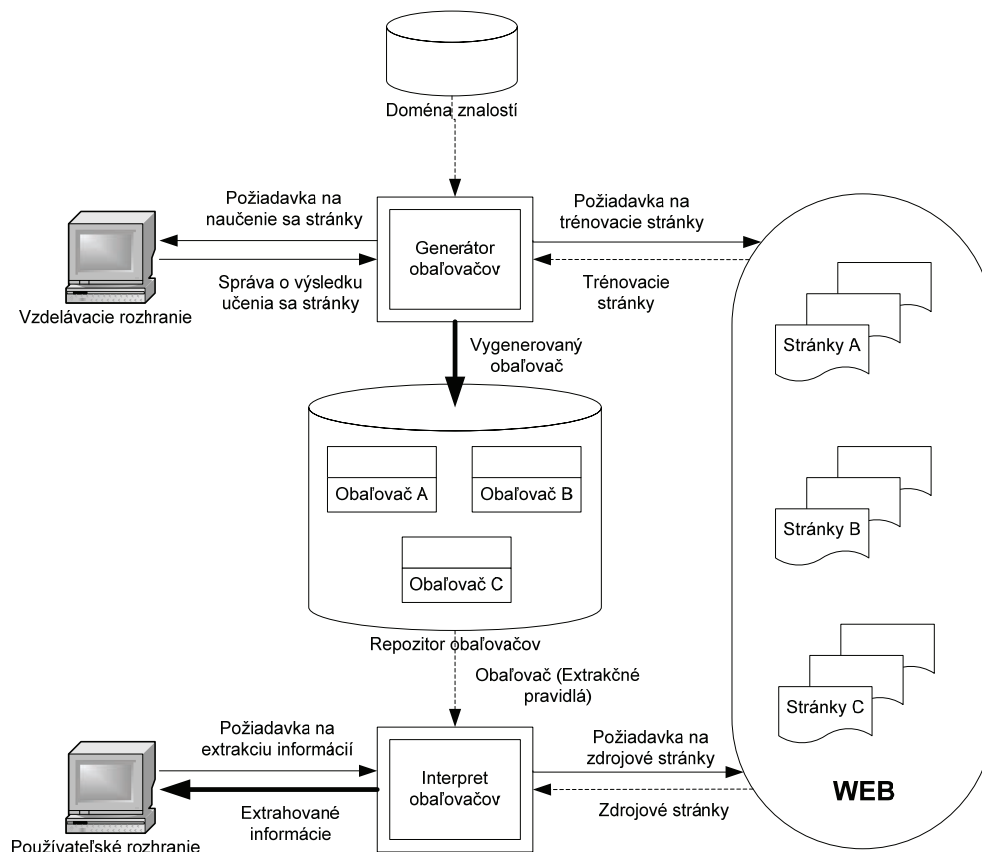 Doména znalostí
Požiadavka na
naučenie sa stránky
Požiadavka na
trénovacie stránky
Generátor
obaľovačov
Správa o výsledku
učenia sa stránky
Trénovacie
stránky
Vzdelávacie rozhranie
Vygenerovaný
obaľovač
Stránky A
Obaľovač A
Obaľovač B
Stránky B
Obaľovač C
Repozitor obaľovačov
Obaľovač (Extrakčné
pravidlá)
Stránky C
Požiadavka na
extrakciu informácií
Požiadavka na
zdrojové stránky
Interpret
obaľovačov
WEB
Extrahované
informácie
Zdrojové stránky
Používateľské rozhranie